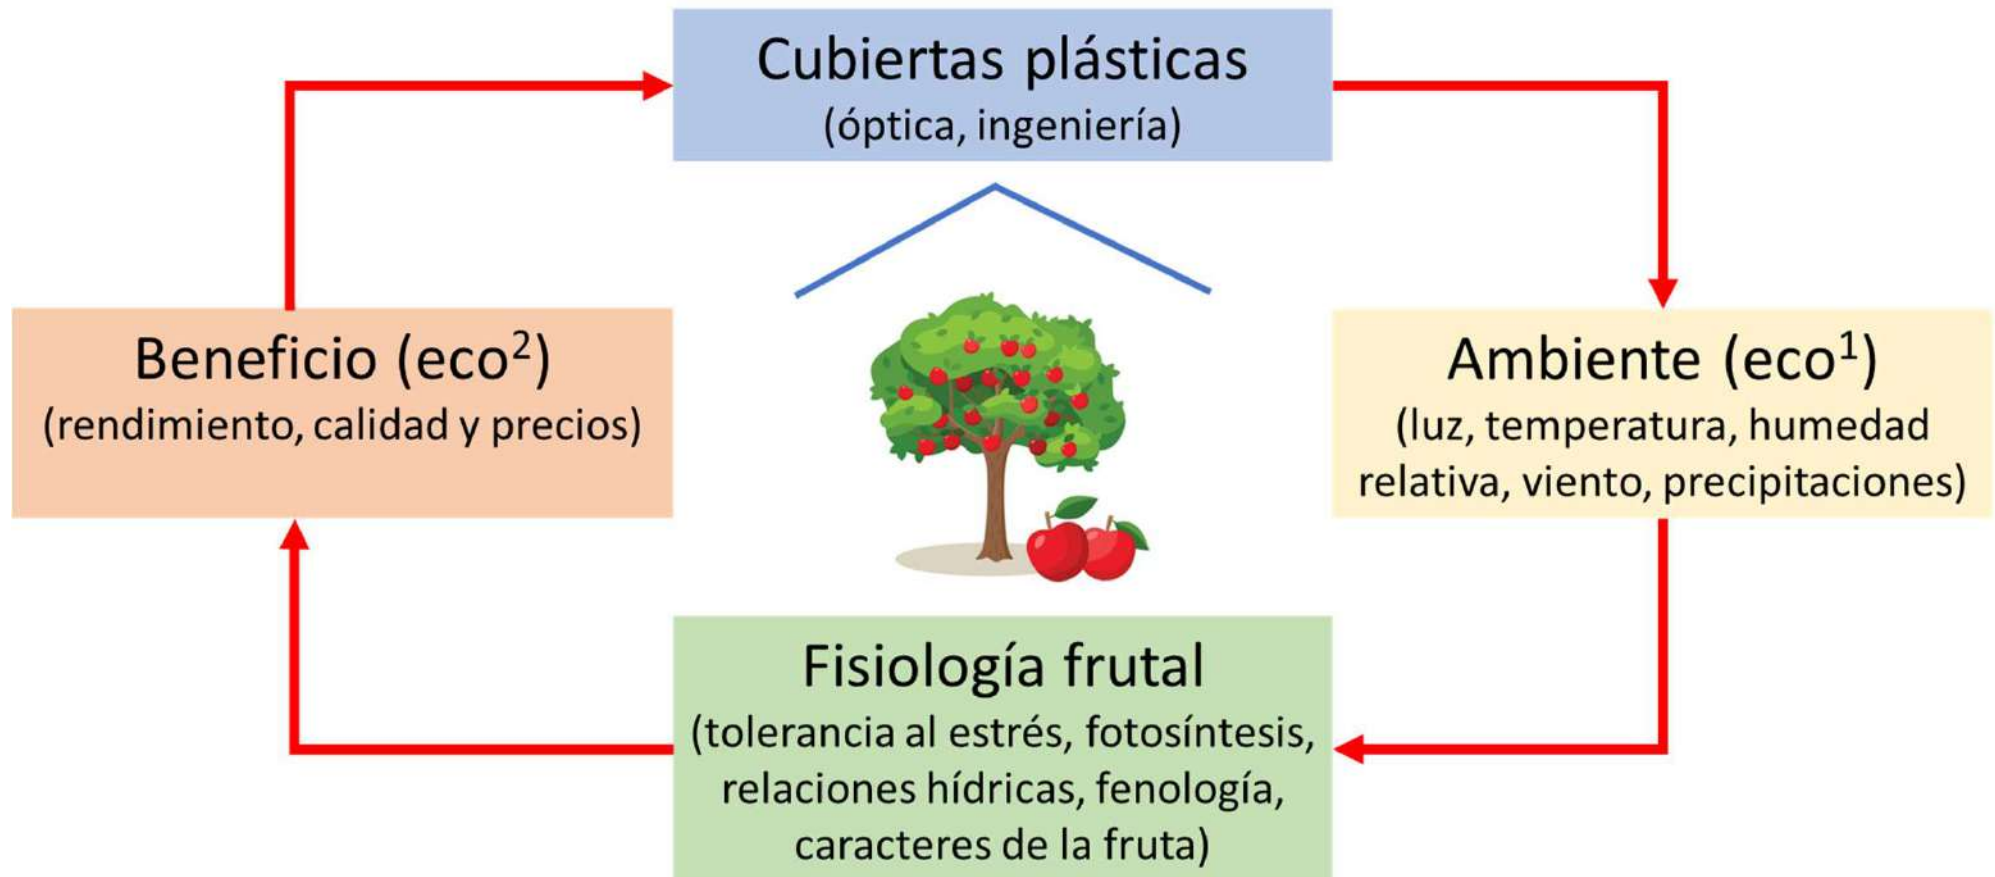 Cubiertas plásticas
(óptica, ingeniería)
Beneficio (eco²)
(rendimiento, calidad y precios)
Ambiente (eco¹)
(luz, temperatura, humedad
relativa, viento, precipitaciones)
Fisiología frutal
(tolerancia al estrés, fotosíntesis,
relaciones hídricas, fenología,
caracteres de la fruta)